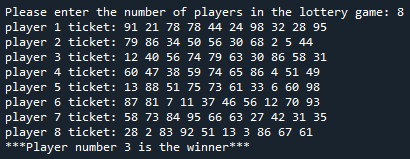 Please enter the number of players in the lottery game: 8
player 1 ticket: 91 21 78 78 44 24 98 32 28 95
player 2 ticket: 79 86 34 50 56 30 68 2 5 44
player 3 ticket: 12 40 56 74 79 63 30 86 58 31
player 4 ticket: 60 47 38 59 74 65 86 4 51 49
player 5 ticket: 13 88 51 75 73 61 33 6 60 98
player 6 ticket: 87 81 7 11 37 46 56 12 70 93
player 7 ticket: 58 73 84 95 66 63 27 42 31 35
player 8 ticket: 28 2 83 92 51 13 3 86 67 61
***Player number 3 is the winner***